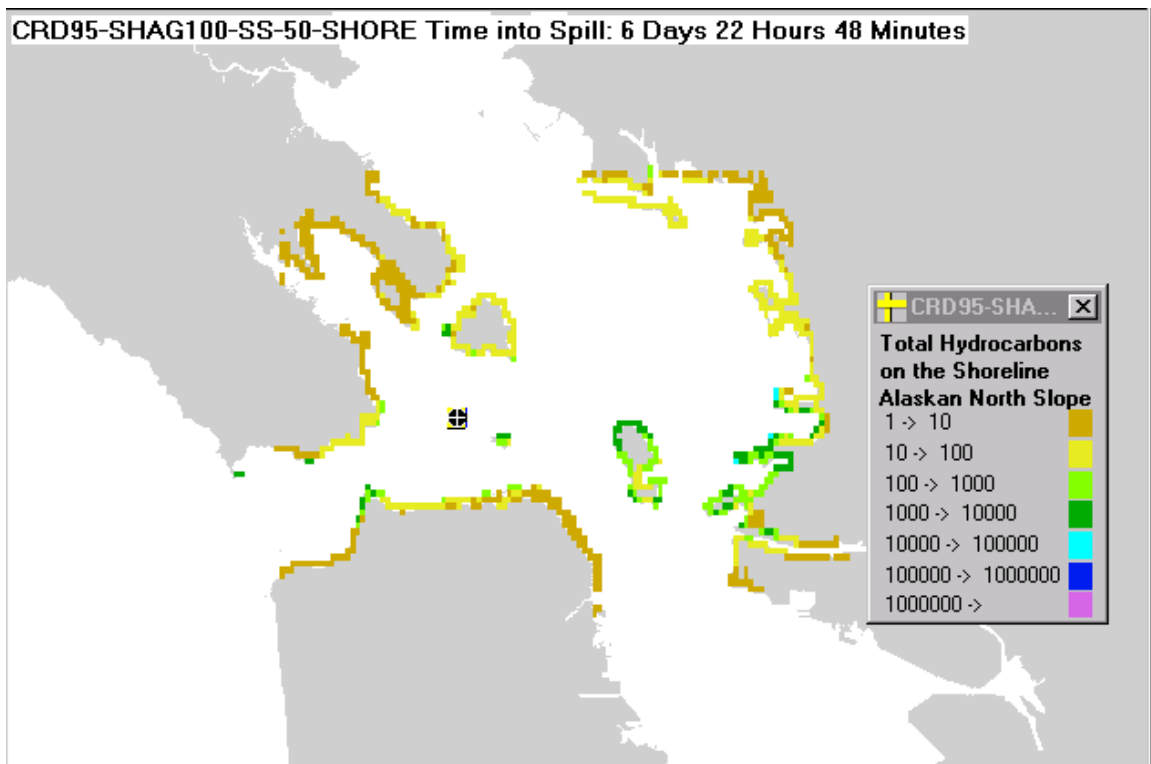 CRD95-SHAG100-SS-50-SHORE Time into Spill: 6 Days 22 Hours 48 Minutes
CRD95-SHA...
Total Hydrocarbons
on the Shoreline
Alaskan North Slope
1 -> 10
10 -> 100
100 -> 1000
1000 -> 10000
10000 -> 100000
100000 -> 1000000
1000000 ->